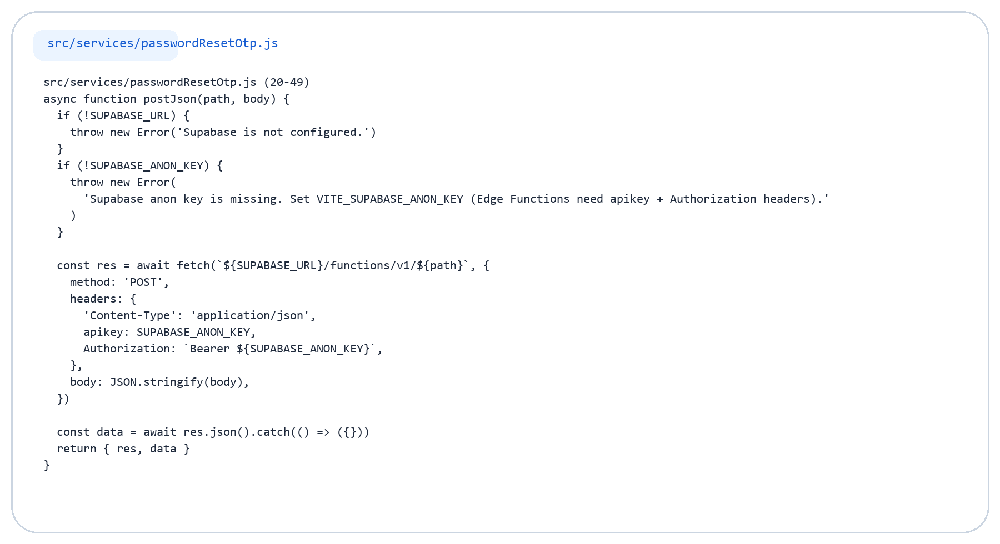 src/services/passwordResetOtp.js
src/services/passwordResetOtp.js (20-49)
async function postJson(path, body) {
  if (!SUPABASE_URL) {
    throw new Error('Supabase is not configured.')
  }
  if (!SUPABASE_ANON_KEY) {
    throw new Error(
      'Supabase anon key is missing. Set VITE_SUPABASE_ANON_KEY (Edge Functions need apikey + Authorization headers).'
    )
  }

  const res = await fetch(`${SUPABASE_URL}/functions/v1/${path}`, {
    method: 'POST',
    headers: {
      'Content-Type': 'application/json',
      apikey: SUPABASE_ANON_KEY,
      Authorization: `Bearer ${SUPABASE_ANON_KEY}`,
    },
    body: JSON.stringify(body),
  })

  const data = await res.json().catch(() => ({}))
  return { res, data }
}